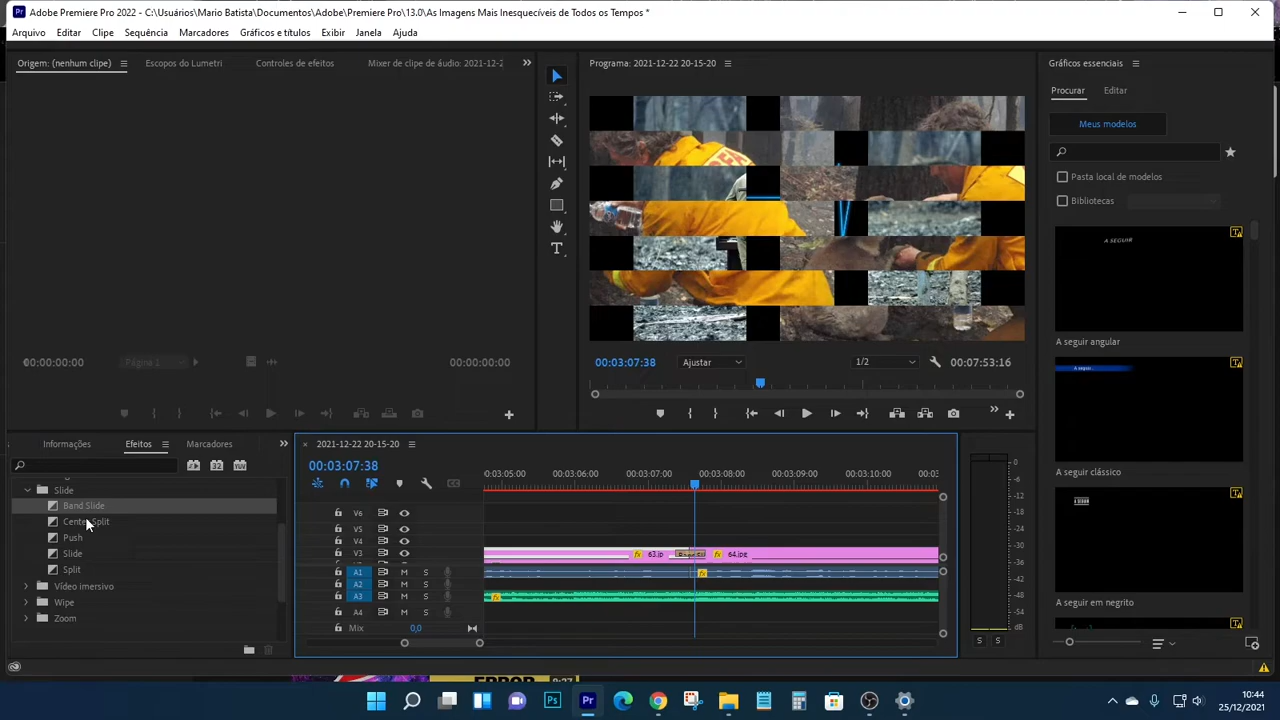 Adobe Premiere Pro 2022 - C:\Usuários\Mario Batista\Documentos\Adobe\Premiere Pro\13.0\As Imagens Mais Inesquecíveis de Todos os Tempos *
Arquivo Editar Clipe Sequência Marcadores Gráficos e títulos Exibir Janela Ajuda
Origem: (nenhum clipe) Escopos do Lumetri Controles de efeitos Mixer de clipe de áudio: 2021-12-2
Programa: 2021-12-22 20-15-20
Gráficos essenciais
Procurar Editar
Meus modelos
Pasta local de modelos
Bibliotecas
A SEGUIR
A seguir angular
A seguir clássico
A seguir em negrito
00:00:00:00 Página 1 00:00:00:00
00:03:07:38 Ajustar 1/2 00:07:53:16
Informações Efeitos Marcadores
Slide
Band Slide
Center Split
Push
Slide
Split
Vídeo imersivo
Wipe
Zoom
2021-12-22 20-15-20
00:03:07:38
03:05:00 00:03:06:00 00:03:07:00 00:03:08:00 00:03:09:00 00:03:10:00 00:03
V6
V5
V4
V3 63.jp 64.jpg
A1 M S
A2 M S
A3 M S
A4 M S
Mix 0,0
0
-6
-12
-18
-24
-30
-36
-42
-48
-54
dB
S S
ERROR 8:27
10:44
25/12/2021